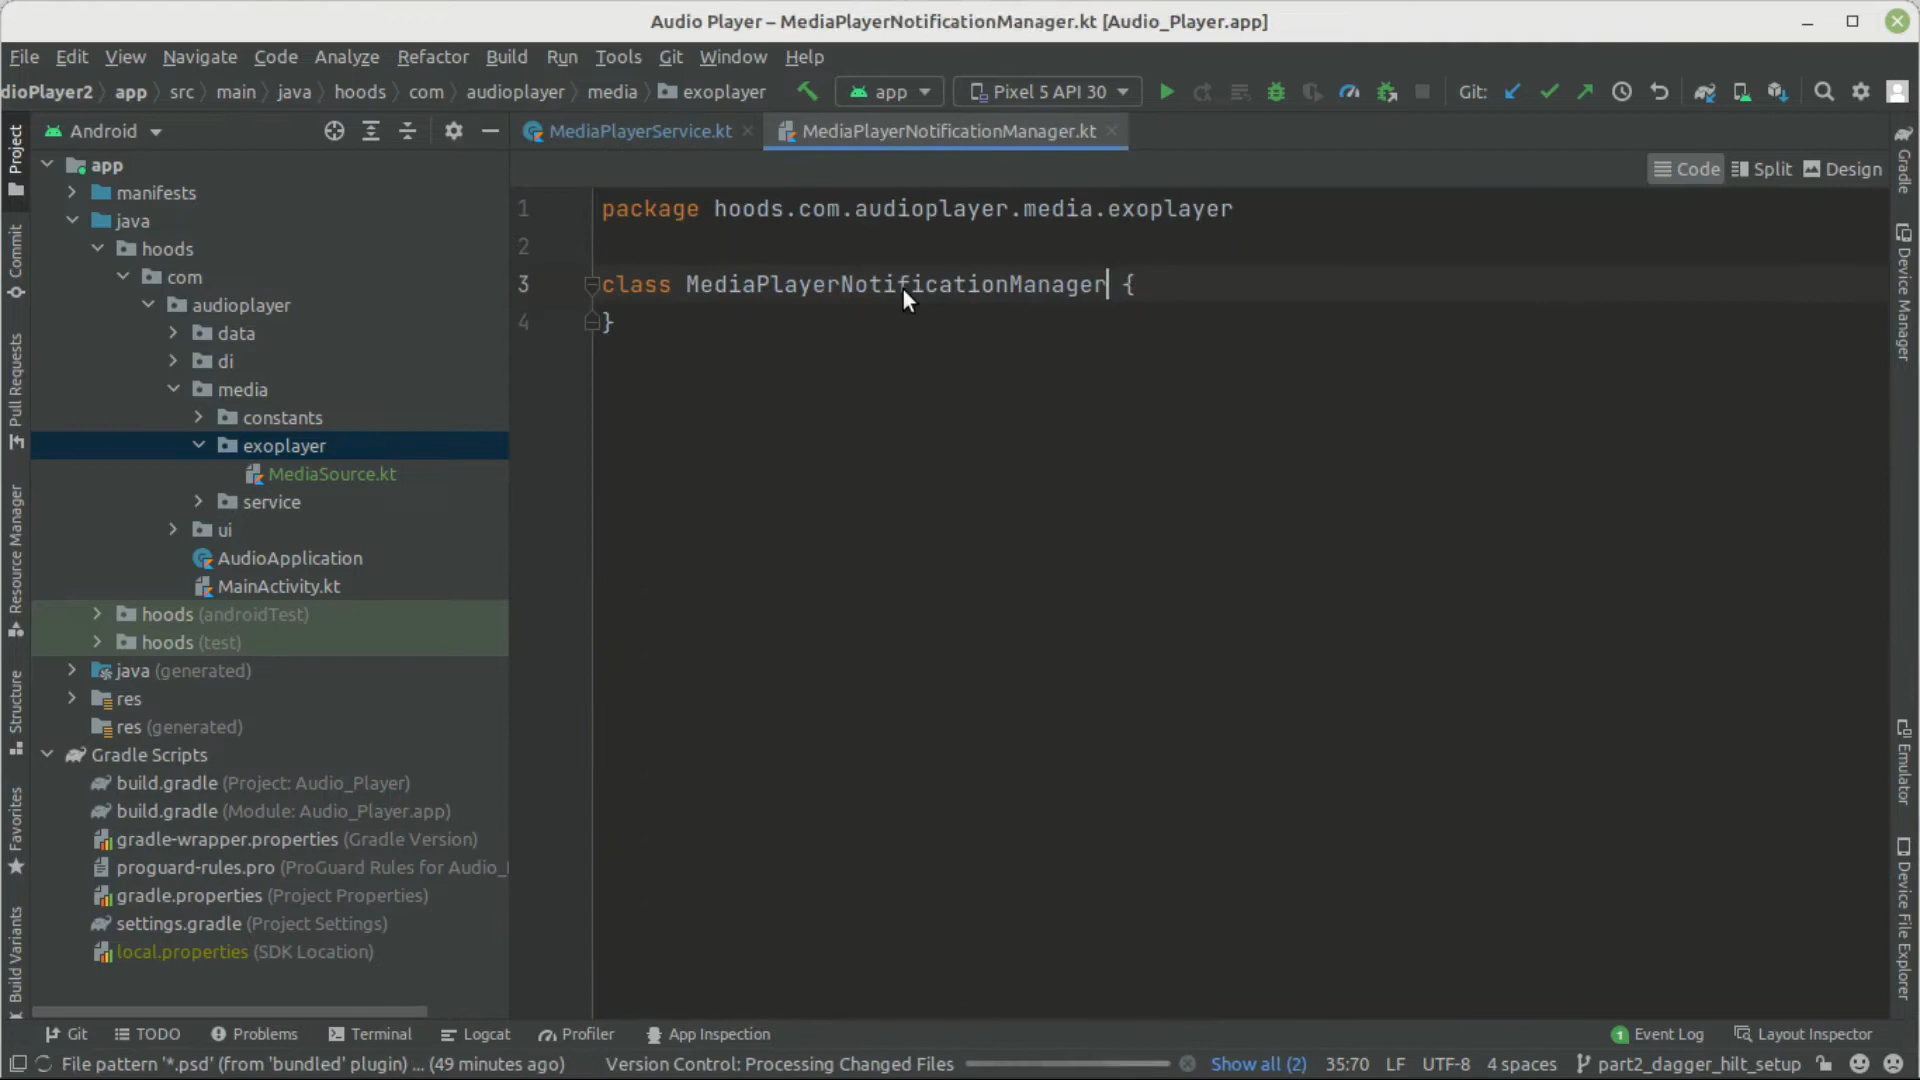 Audio Player – MediaPlayerNotificationManager.kt [Audio_Player.app]
File Edit View Navigate Code Analyze Refactor Build Run Tools Git Window Help
dioPlayer2 app src main java hoods com audioplayer media exoplayer app Pixel 5 API 30 Git:
Android MediaPlayerService.kt MediaPlayerNotificationManager.kt
Code Split Design
Project
Commit
Pull Requests
Resource Manager
Structure
Favorites
Build Variants
app
manifests
java
hoods
com
audioplayer
data
di
media
constants
exoplayer
MediaSource.kt
service
ui
AudioApplication
MainActivity.kt
hoods (androidTest)
hoods (test)
java (generated)
res
res (generated)
Gradle Scripts
build.gradle (Project: Audio_Player)
build.gradle (Module: Audio_Player.app)
gradle-wrapper.properties (Gradle Version)
proguard-rules.pro (ProGuard Rules for Audio_
gradle.properties (Project Properties)
settings.gradle (Project Settings)
local.properties (SDK Location)
1 package hoods.com.audioplayer.media.exoplayer
2
3 class MediaPlayerNotificationManager {
4 }
Gradle
Device Manager
Emulator
Device File Explorer
Git TODO Problems Terminal Logcat Profiler App Inspection 1 Event Log Layout Inspector
File pattern '*.psd' (from 'bundled' plugin) ... (49 minutes ago) Version Control: Processing Changed Files Show all (2) 35:70 LF UTF-8 4 spaces part2_dagger_hilt_setup